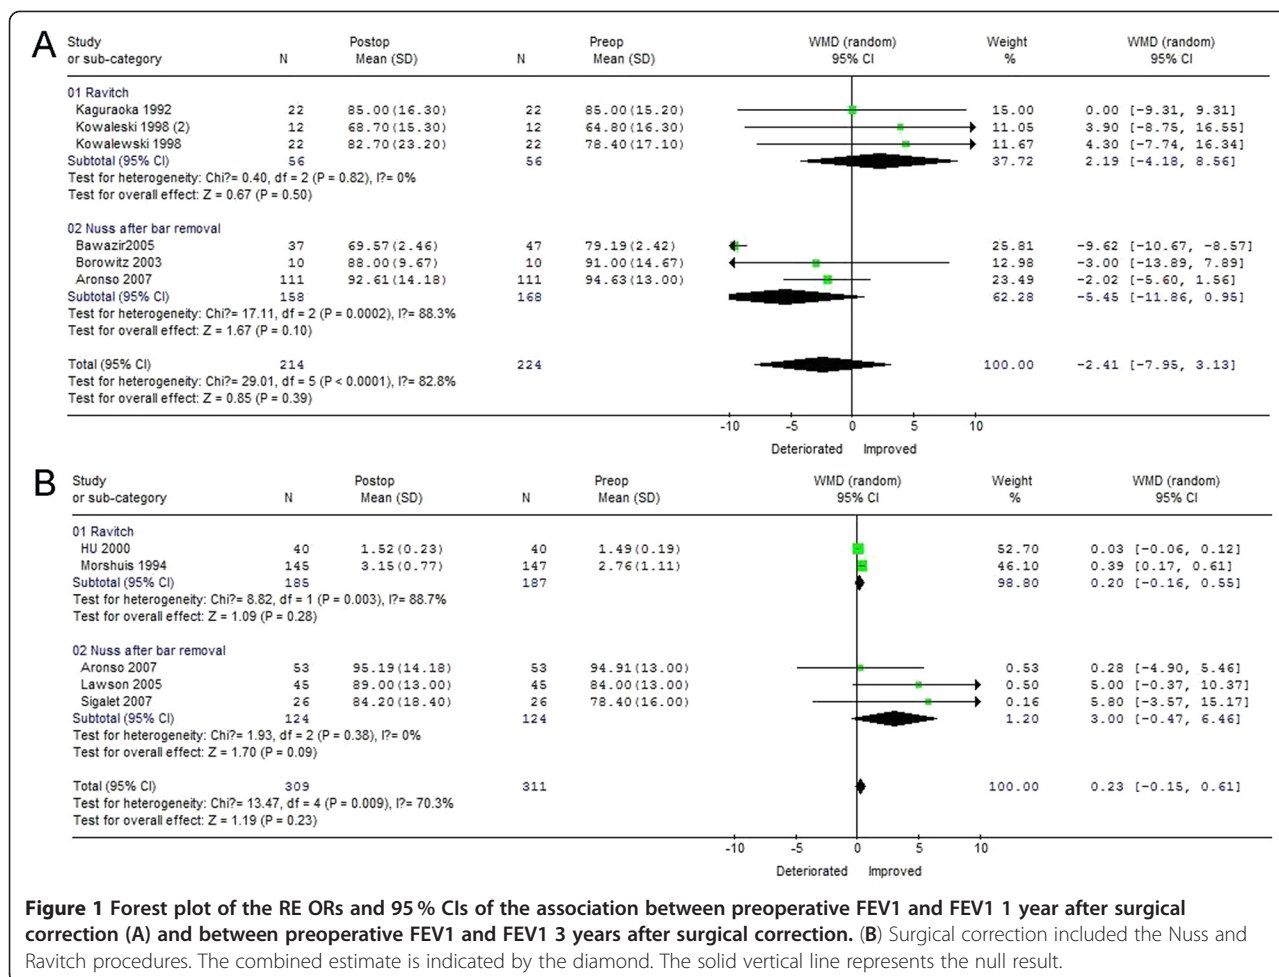 A
Study Postop Preop WMD (random) Weight WMD (random)
or sub-category N Mean (SD) N Mean (SD) 95% CI % 95% CI
01 Ravitch
Kaguraoka 1992 22 85.00(16.30) 22 85.00(15.20) 15.00 0.00 [-9.31, 9.31]
Kowaleski 1998 (2) 12 68.70(15.30) 12 64.80(16.30) 11.05 3.90 [-8.75, 16.55]
Kowalewski 1998 22 82.70(23.20) 22 78.40(17.10) 11.67 4.30 [-7.74, 16.34]
Subtotal (95% CI) 56 56 37.72 2.19 [-4.18, 8.56]
Test for heterogeneity: Chi?= 0.40, df = 2 (P = 0.82), I?= 0%
Test for overall effect: Z = 0.67 (P = 0.50)
02 Nuss after bar removal
Bawazir2005 37 69.57(2.46) 47 79.19(2.42) 25.81 -9.62 [-10.67, -8.57]
Borowitz 2003 10 88.00(9.67) 10 91.00(14.67) 12.98 -3.00 [-13.89, 7.89]
Aronso 2007 111 92.61(14.18) 111 94.63(13.00) 23.49 -2.02 [-5.60, 1.56]
Subtotal (95% CI) 158 168 62.28 -5.45 [-11.86, 0.95]
Test for heterogeneity: Chi?= 17.11, df = 2 (P = 0.0002), I?= 88.3%
Test for overall effect: Z = 1.67 (P = 0.10)
Total (95% CI) 214 224 100.00 -2.41 [-7.95, 3.13]
Test for heterogeneity: Chi?= 29.01, df = 5 (P < 0.0001), I?= 82.8%
Test for overall effect: Z = 0.85 (P = 0.39)
-10 -5 0 5 10
Deteriorated Improved
B
Study Postop Preop WMD (random) Weight WMD (random)
or sub-category N Mean (SD) N Mean (SD) 95% CI % 95% CI
01 Ravitch
HU 2000 40 1.52(0.23) 40 1.49(0.19) 52.70 0.03 [-0.06, 0.12]
Morshuis 1994 145 3.15(0.77) 147 2.76(1.11) 46.10 0.39 [0.17, 0.61]
Subtotal (95% CI) 185 187 98.80 0.20 [-0.16, 0.55]
Test for heterogeneity: Chi?= 8.82, df = 1 (P = 0.003), I?= 88.7%
Test for overall effect: Z = 1.09 (P = 0.28)
02 Nuss after bar removal
Aronso 2007 53 95.19(14.18) 53 94.91(13.00) 0.53 0.28 [-4.90, 5.46]
Lawson 2005 45 89.00(13.00) 45 84.00(13.00) 0.50 5.00 [-0.37, 10.37]
Sigalet 2007 26 84.20(18.40) 26 78.40(16.00) 0.16 5.80 [-3.57, 15.17]
Subtotal (95% CI) 124 124 1.20 3.00 [-0.47, 6.46]
Test for heterogeneity: Chi?= 1.93, df = 2 (P = 0.38), I?= 0%
Test for overall effect: Z = 1.70 (P = 0.09)
Total (95% CI) 309 311 100.00 0.23 [-0.15, 0.61]
Test for heterogeneity: Chi?= 13.47, df = 4 (P = 0.009), I?= 70.3%
Test for overall effect: Z = 1.19 (P = 0.23)
-10 -5 0 5 10
Deteriorated Improved
Figure 1 Forest plot of the RE ORs and 95 % CIs of the association between preoperative FEV1 and FEV1 1 year after surgical
correction (A) and between preoperative FEV1 and FEV1 3 years after surgical correction. (B) Surgical correction included the Nuss and
Ravitch procedures. The combined estimate is indicated by the diamond. The solid vertical line represents the null result.